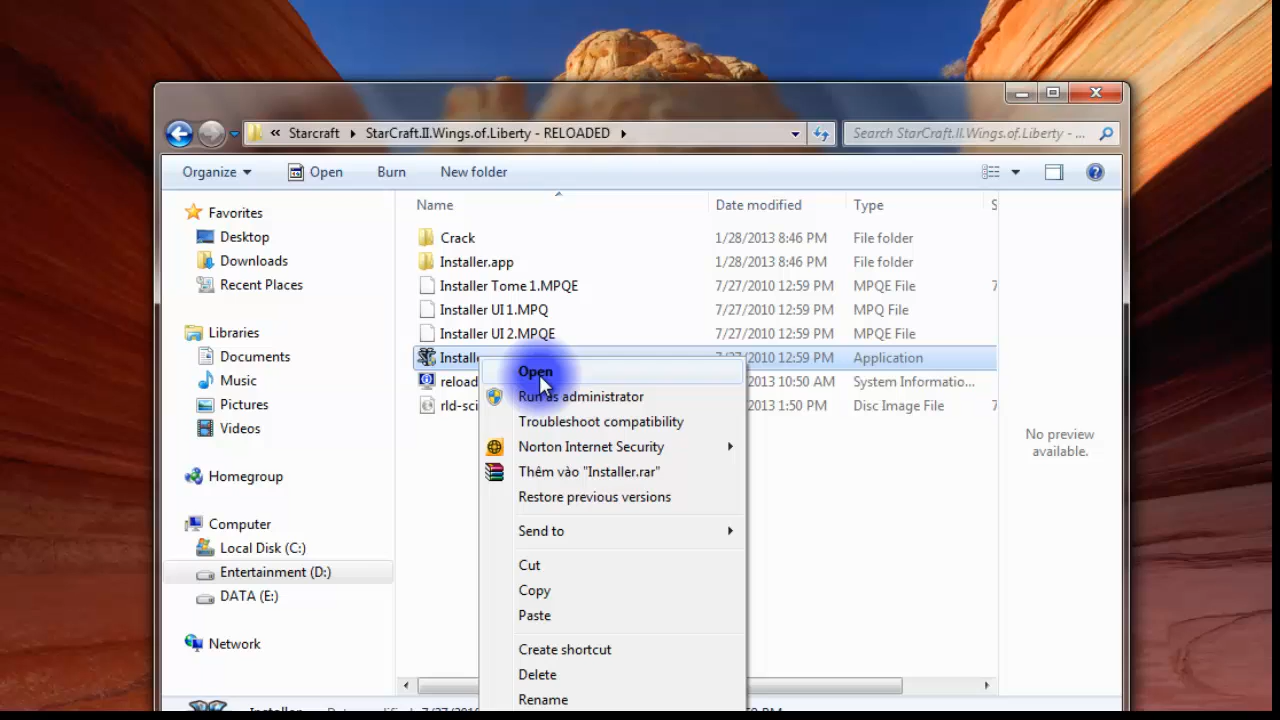 « Starcraft ▸ StarCraft.II.Wings.of.Liberty - RELOADED ▸
Search StarCraft.II.Wings.of.Liberty - ...
Organize Open Burn New folder
Favorites
Desktop
Downloads
Recent Places
Libraries
Documents
Music
Pictures
Videos
Homegroup
Computer
Local Disk (C:)
Entertainment (D:)
DATA (E:)
Network
Name Date modified Type S
Crack 1/28/2013 8:46 PM File folder
Installer.app 1/28/2013 8:46 PM File folder
Installer Tome 1.MPQE 7/27/2010 12:59 PM MPQE File 7
Installer UI 1.MPQ 7/27/2010 12:59 PM MPQ File
Installer UI 2.MPQE 7/27/2010 12:59 PM MPQE File
Installe 7/27/2010 12:59 PM Application
reload 2013 10:50 AM System Informatio...
rld-sci 2013 1:50 PM Disc Image File 7
Open
Run as administrator
Troubleshoot compatibility
Norton Internet Security
Thêm vào "Installer.rar"
Restore previous versions
Send to
Cut
Copy
Paste
Create shortcut
Delete
Rename
No preview
available.